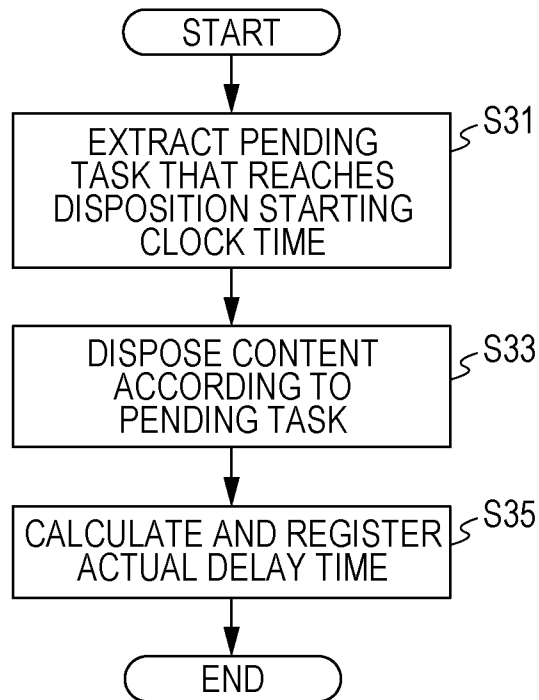 START
EXTRACT PENDING
TASK THAT REACHES
DISPOSITION STARTING
CLOCK TIME
S31
DISPOSE CONTENT
ACCORDING TO
PENDING TASK
S33
CALCULATE AND REGISTER
ACTUAL DELAY TIME
S35
END